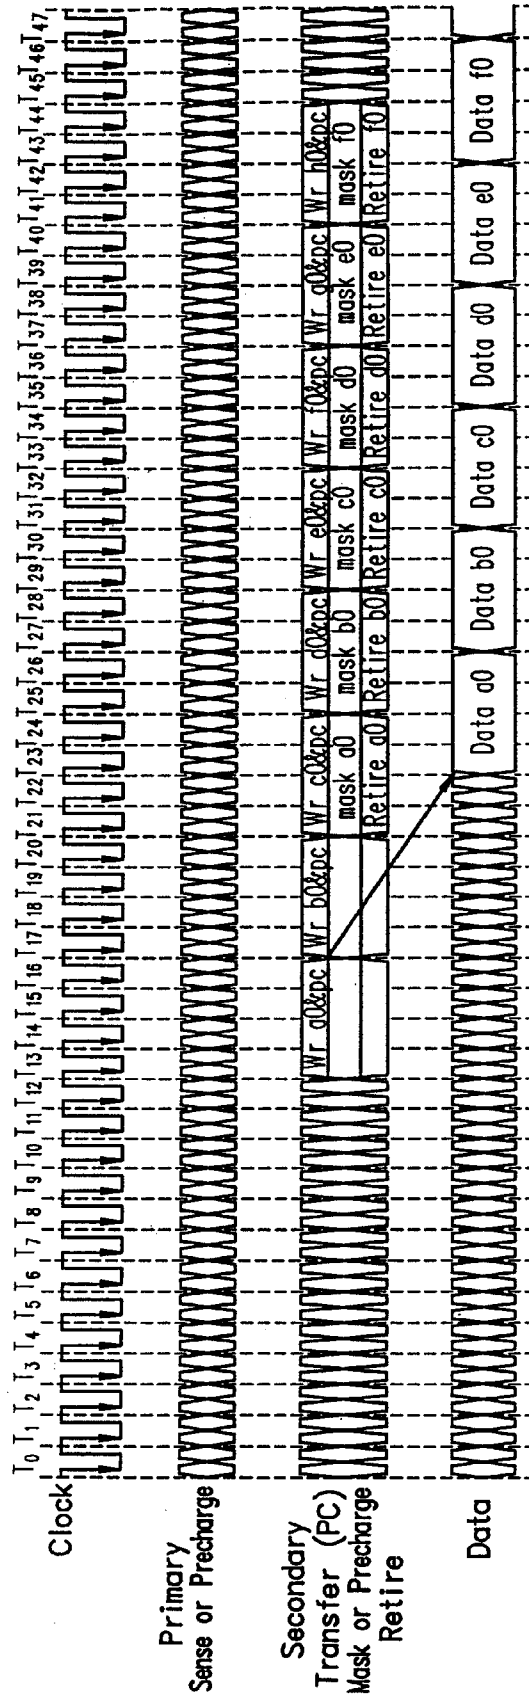 T0 T1 T2 T3 T4 T5 T6 T7 T8 T9 T10 T11 T12 T13 T14 T15 T16 T17 T18 T19 T20 T21 T22 T23 T24 T25 T26 T27 T28 T29 T30 T31 T32 T33 T34 T35 T36 T37 T38 T39 T40 T41 T42 T43 T44 T45 T46 T47
Clock
Primary
Sense or Precharge
Secondary
Transfer (PC)
Mask or Precharge
Retire
Wr a0&pc Wr b0&pc Wr c0&pc Wr d0&pc Wr e0&pc Wr f0&pc Wr g0&pc Wr h0&pc
mask a0 mask b0 mask c0 mask d0 mask e0 mask f0
Retire a0 Retire b0 Retire c0 Retire d0 Retire e0 Retire f0
Data
Data a0 Data b0 Data c0 Data d0 Data e0 Data f0